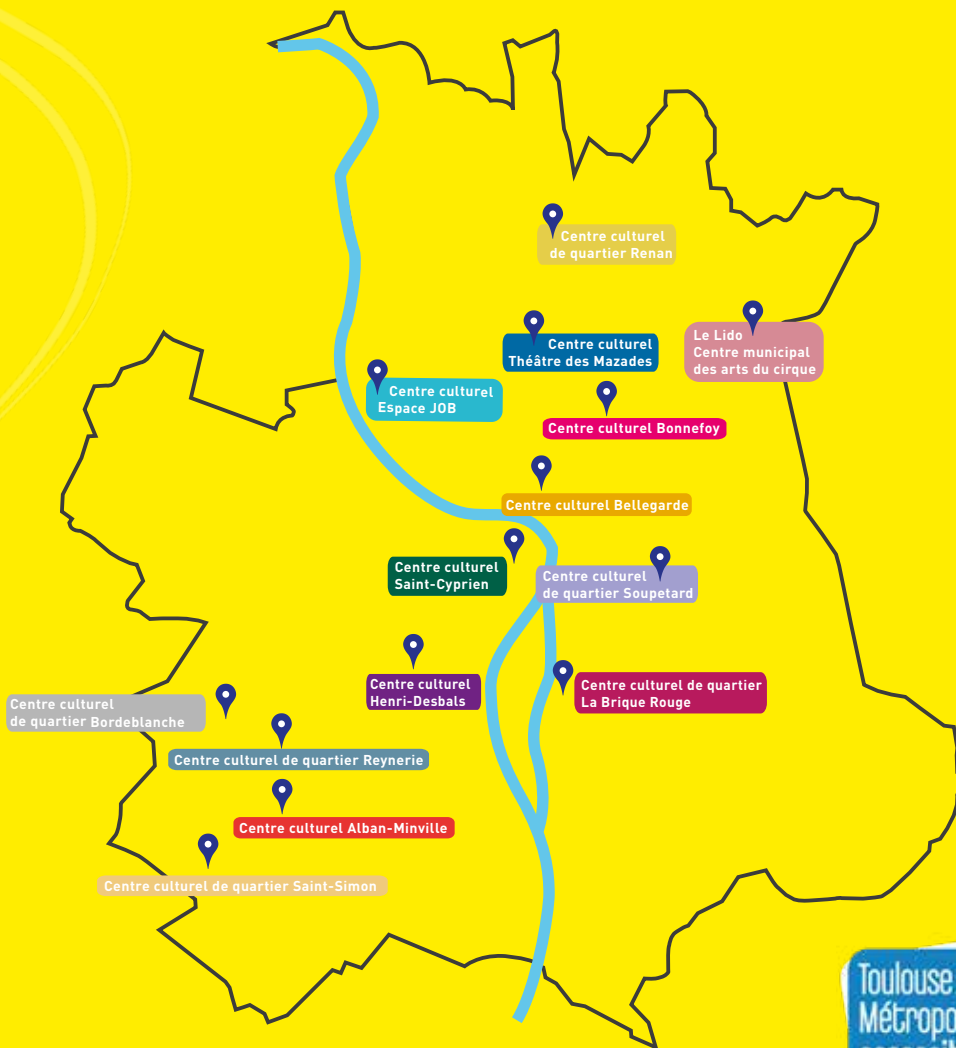 Centre culturel
de quartier Renan
Le Lido
Centre municipal
des arts du cirque
Centre culturel
Théâtre des Mazades
Centre culturel
Espace JOB
Centre culturel Bonnefoy
Centre culturel Bellegarde
Centre culturel
Saint-Cyprien
Centre culturel
de quartier Soupetard
Centre culturel
Henri-Desbals
Centre culturel de quartier
La Brique Rouge
Centre culturel
de quartier Bordeblanche
Centre culturel de quartier Reynerie
Centre culturel Alban-Minville
Centre culturel de quartier Saint-Simon
Toulouse
Métropo